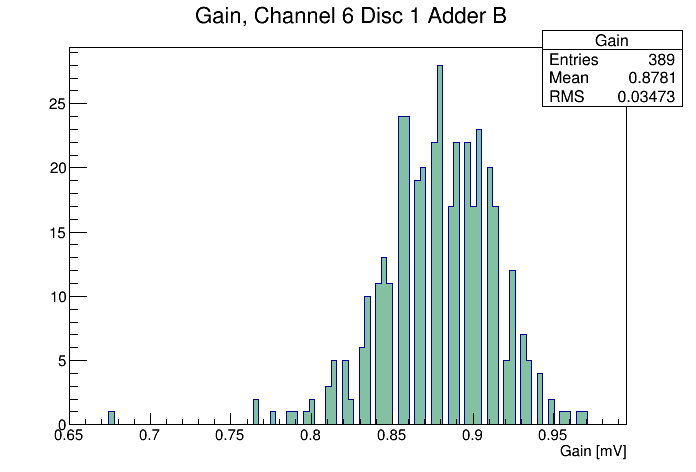 Gain, Channel 6 Disc 1 Adder B
Gain
Entries 389
Mean 0.8781
RMS 0.03473
25
20
15
10
5
0
0.65 0.7 0.75 0.8 0.85 0.9 0.95
Gain [mV]